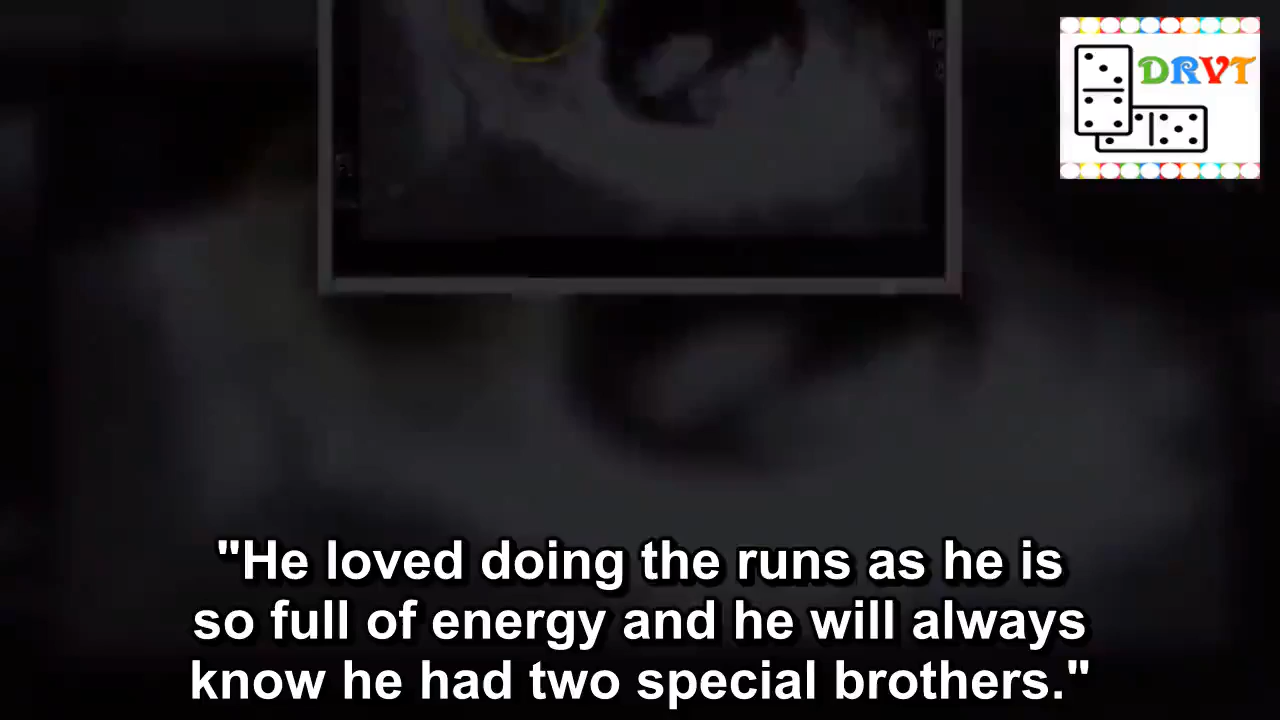 DRVT
"He loved doing the runs as he is
so full of energy and he will always
know he had two special brothers."